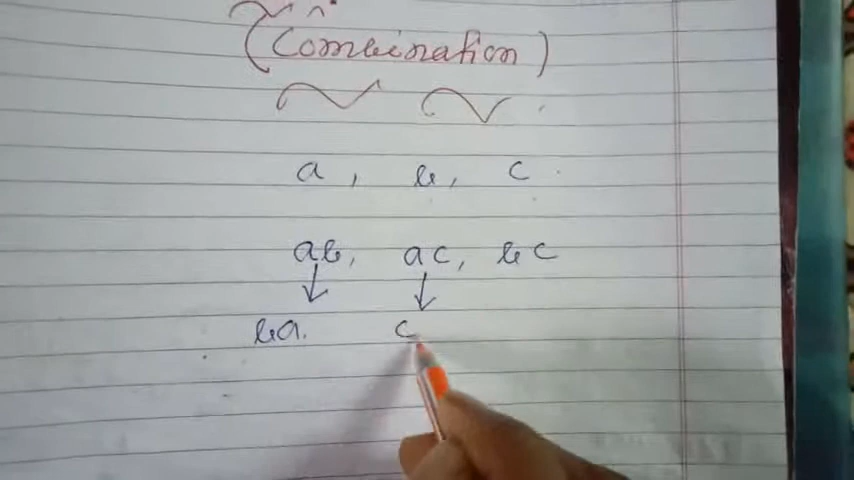 (Combination)
a, b, c.
ab, ac, bc
ba. c